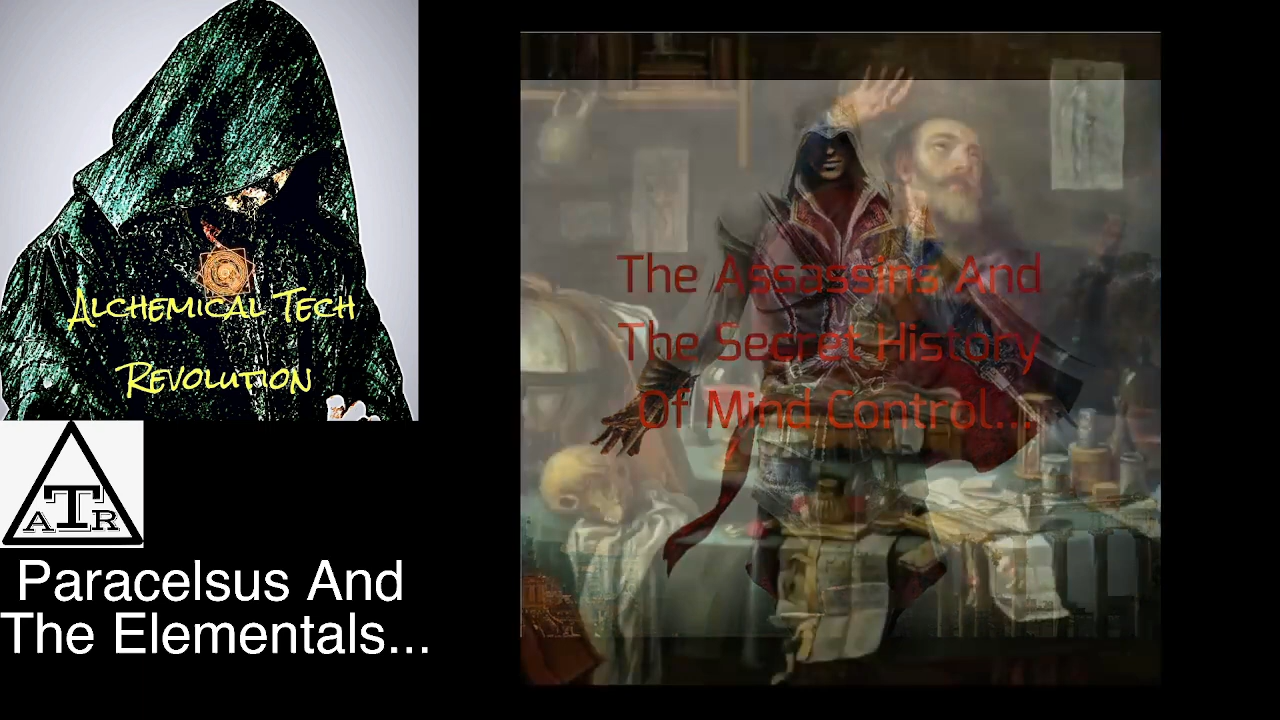 Alchemical Tech
Revolution
ATR
Paracelsus And
The Elementals...
The Assassins And
The Secret History
Of Mind Control...